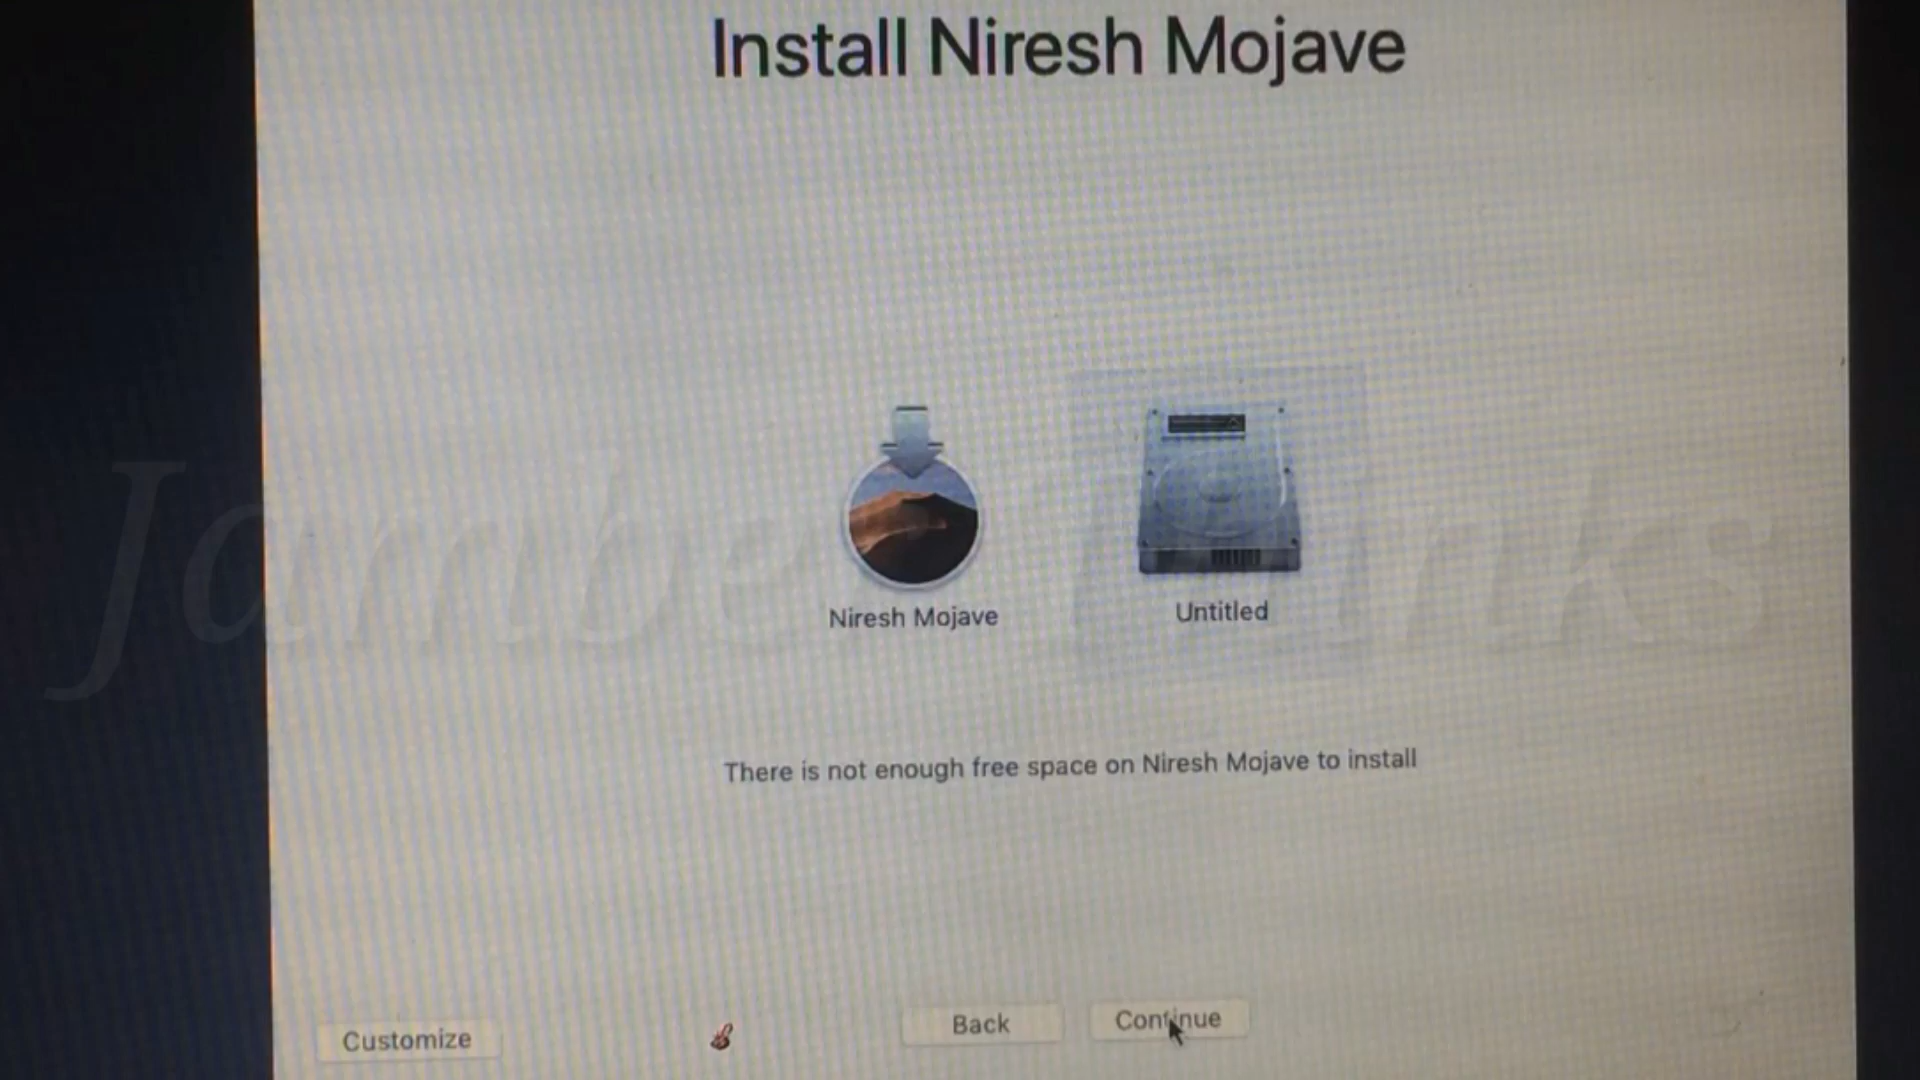 Install Niresh Mojave
Niresh Mojave
Untitled
There is not enough free space on Niresh Mojave to install
Customize
Back
Continue